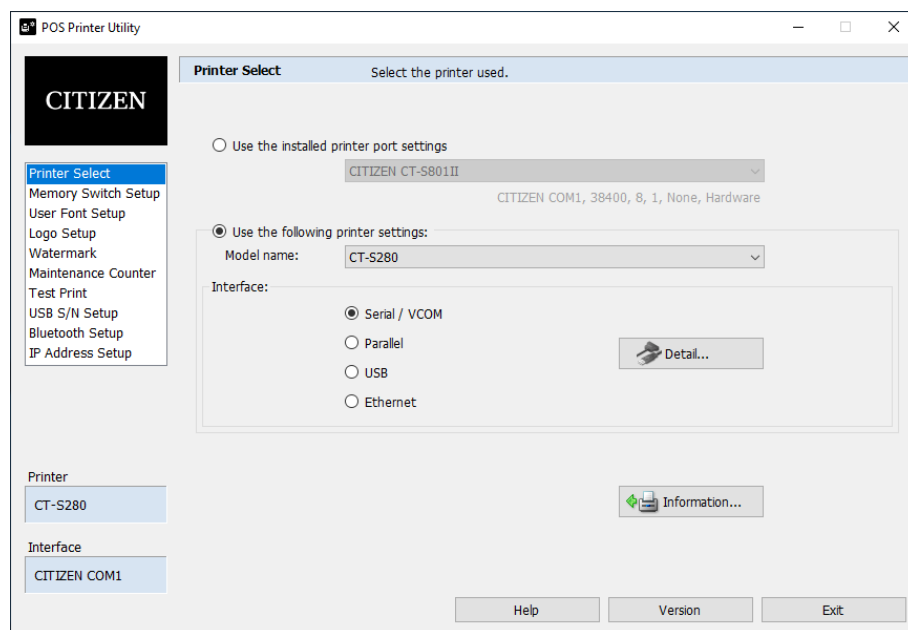 POS Printer Utility
CITIZEN
Printer Select
Select the printer used.
Printer Select
Memory Switch Setup
User Font Setup
Logo Setup
Watermark
Maintenance Counter
Test Print
USB S/N Setup
Bluetooth Setup
IP Address Setup
Use the installed printer port settings
CITIZEN CT-S801II
CITIZEN COM1, 38400, 8, 1, None, Hardware
Use the following printer settings:
Model name:
CT-S280
Interface:
Serial / VCOM
Parallel
USB
Ethernet
Detail...
Printer
CT-S280
Information...
Interface
CITIZEN COM1
Help
Version
Exit